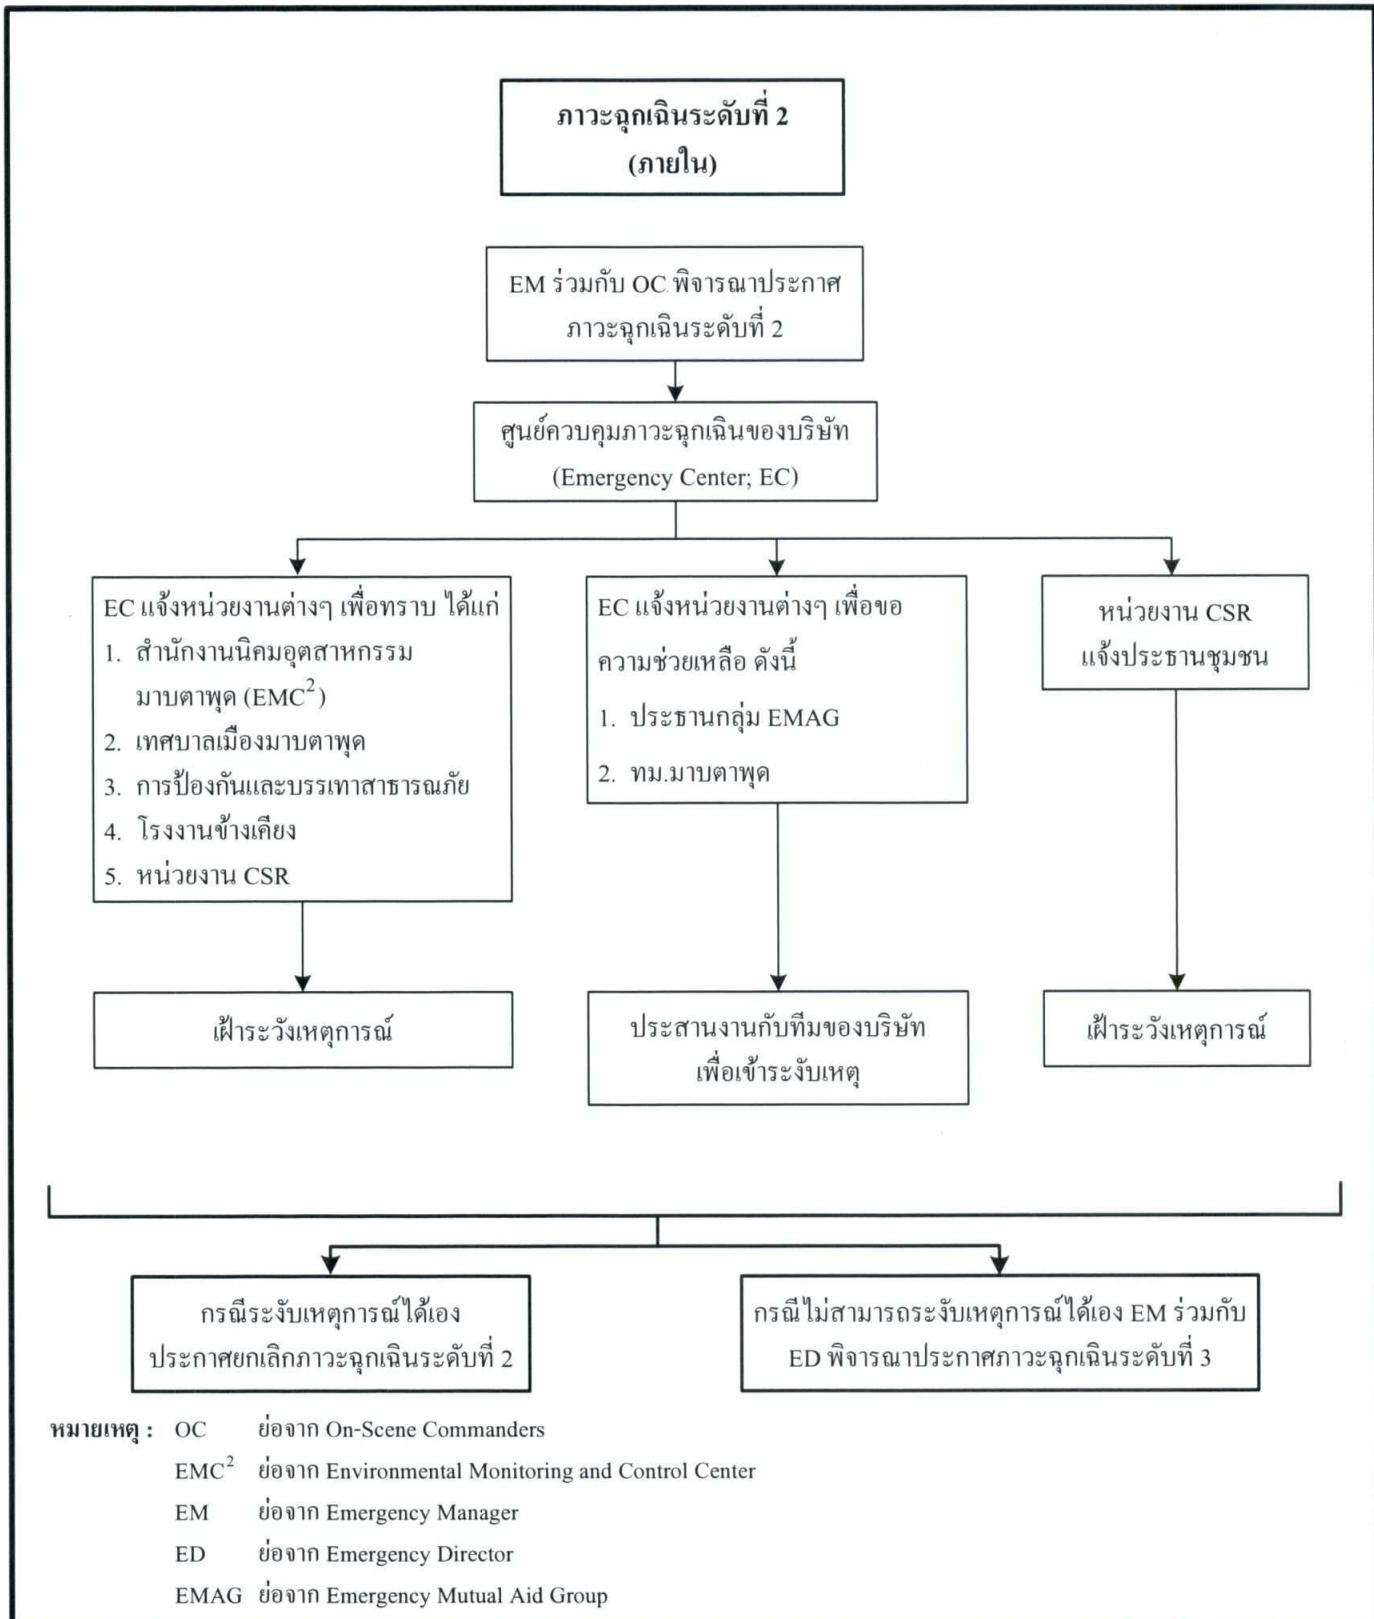 ภาวะฉุกเฉินระดับที่ 2
(ภายใน)
EM ร่วมกับ OC พิจารณาประกาศ
ภาวะฉุกเฉินระดับที่ 2
ศูนย์ควบคุมภาวะฉุกเฉินของบริษัท
(Emergency Center; EC)
EC แจ้งหน่วยงานต่างๆ เพื่อทราบ ได้แก่
1. สำนักงานนิคมอุตสาหกรรม
มาบตาพุด (EMC²)
2. เทศบาลเมืองมาบตาพุด
3. การป้องกันและบรรเทาสาธารณภัย
4. โรงงานข้างเคียง
5. หน่วยงาน CSR
EC แจ้งหน่วยงานต่างๆ เพื่อขอ
ความช่วยเหลือ ดังนี้
1. ประธานกลุ่ม EMAG
2. ทม.มาบตาพุด
หน่วยงาน CSR
แจ้งประธานชุมชน
เฝ้าระวังเหตุการณ์
ประสานงานกับทีมของบริษัท
เพื่อเข้าระงับเหตุ
เฝ้าระวังเหตุการณ์
กรณีระงับเหตุการณ์ได้เอง
ประกาศยกเลิกภาวะฉุกเฉินระดับที่ 2
กรณีไม่สามารถระงับเหตุการณ์ได้เอง EM ร่วมกับ
ED พิจารณาประกาศภาวะฉุกเฉินระดับที่ 3
หมายเหตุ : OC ย่อจาก On-Scene Commanders
EMC² ย่อจาก Environmental Monitoring and Control Center
EM ย่อจาก Emergency Manager
ED ย่อจาก Emergency Director
EMAG ย่อจาก Emergency Mutual Aid Group